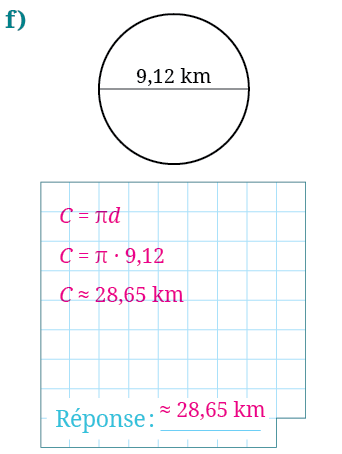 f)
9,12 km
C = πd
C = π · 9,12
C ≈ 28,65 km
Réponse : ≈ 28,65 km